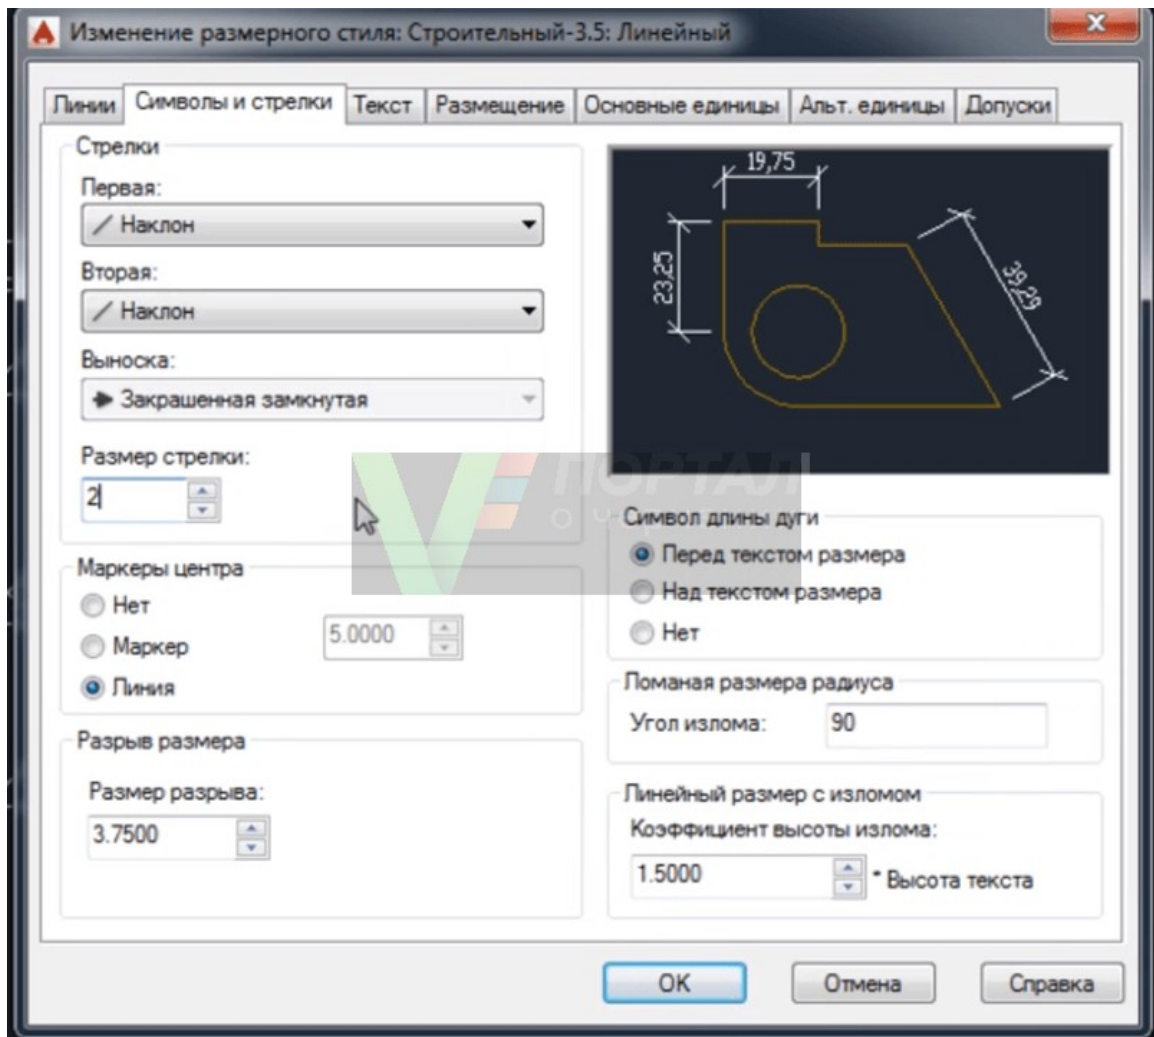 Изменение размерного стиля: Строительный-3.5: Линейный
Линии Символы и стрелки Текст Размещение Основные единицы Альт. единицы Допуски
Стрелки
Первая:
Наклон
Вторая:
Наклон
Выноска:
Закрашенная замкнутая
Размер стрелки:
2
Маркеры центра
Нет
Маркер
Линия
5.0000
Разрыв размера
Размер разрыва:
3.7500
19,75
23,25
39,29
ПОРТАЛ
Символ длины дуги
Перед текстом размера
Над текстом размера
Нет
Ломаная размера радиуса
Угол излома:
90
Линейный размер с изломом
Коэффициент высоты излома:
1.5000
* Высота текста
OK
Отмена
Справка